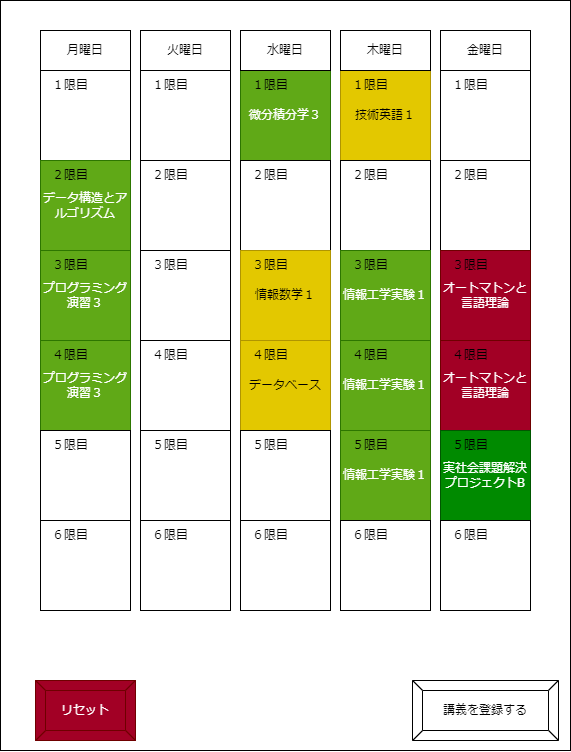 月曜日
火曜日
水曜日
木曜日
金曜日
1限目
1限目
1限目
微分積分学3
1限目
技術英語1
1限目
2限目
データ構造とア
ルゴリズム
2限目
2限目
2限目
2限目
3限目
プログラミング
演習3
3限目
3限目
情報数学1
3限目
情報工学実験1
3限目
オートマトンと
言語理論
4限目
プログラミング
演習3
4限目
4限目
データベース
4限目
情報工学実験1
4限目
オートマトンと
言語理論
5限目
5限目
5限目
5限目
情報工学実験1
5限目
実社会課題解決
プロジェクトB
6限目
6限目
6限目
6限目
6限目
リセット
講義を登録する